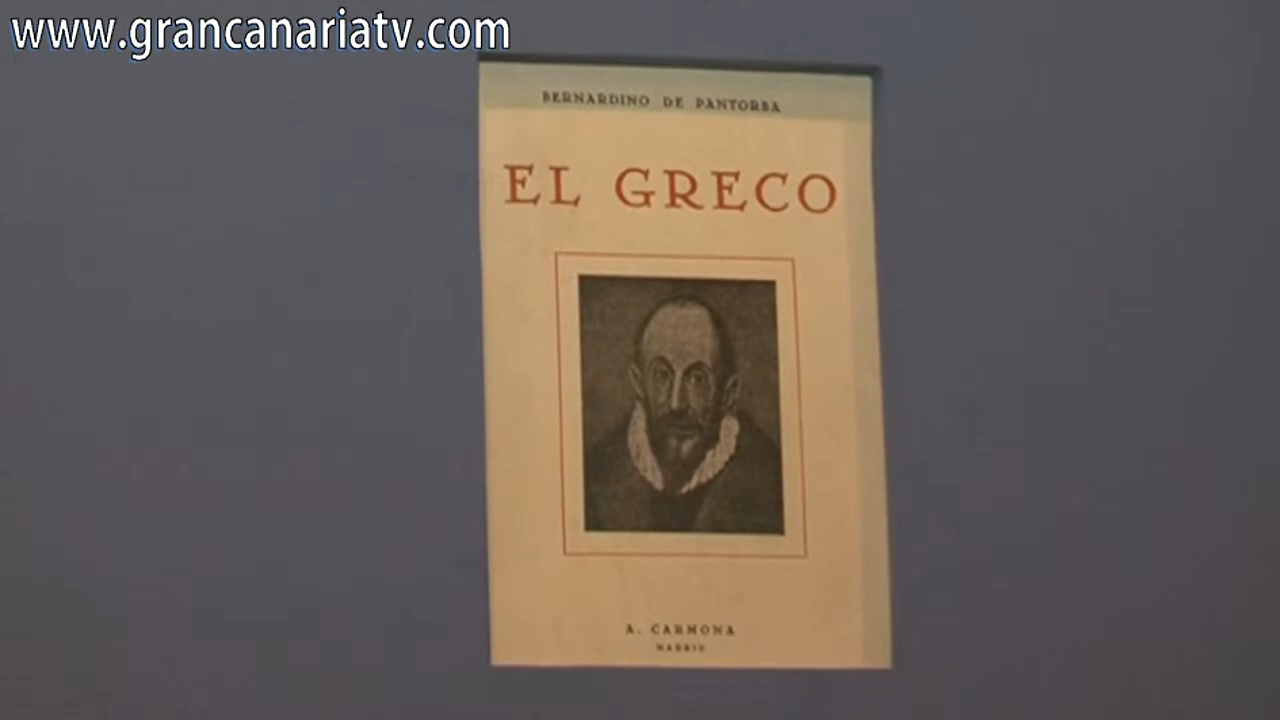 www.grancanariatv.com
BERNARDINO DE PANTORBA
EL GRECO
A. CARMONA
MADRID